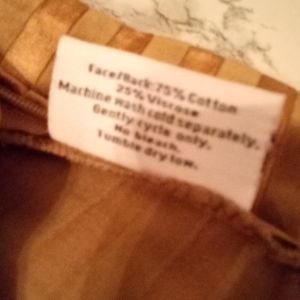 Face/Back: 75% Cotton
25% Viscose
Machine Wash cold separately,
Gently cycle only.
No bleach.
Tumble dry low.